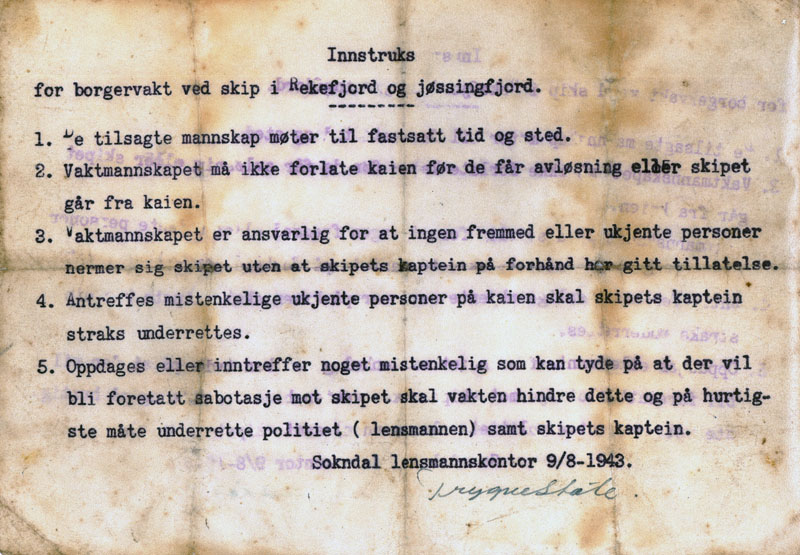 Innstruks
for borgervakt ved skip i Rekefjord og jøssingfjord.
1. De tilsagte mannskap møter til fastsatt tid og sted.
2. Vaktmannskapet må ikke forlate kaien før de får avløsning eller skipet
går fra kaien.
3. Vaktmannskapet er ansvarlig for at ingen fremmed eller ukjente personer
nermer sig skipet uten at skipets kaptein på forhånd har gitt tillatelse.
4. Antreffes mistenkelige ukjente personer på kaien skal skipets kaptein
straks underrettes.
5. Oppdages eller inntreffer noget mistenkelig som kan tyde på at der vil
bli foretatt sabotasje mot skipet skal vakten hindre dette og på hurtig-
ste måte underrette politiet ( lensmannen) samt skipets kaptein.
Sokndal lensmannskontor 9/8-1943.